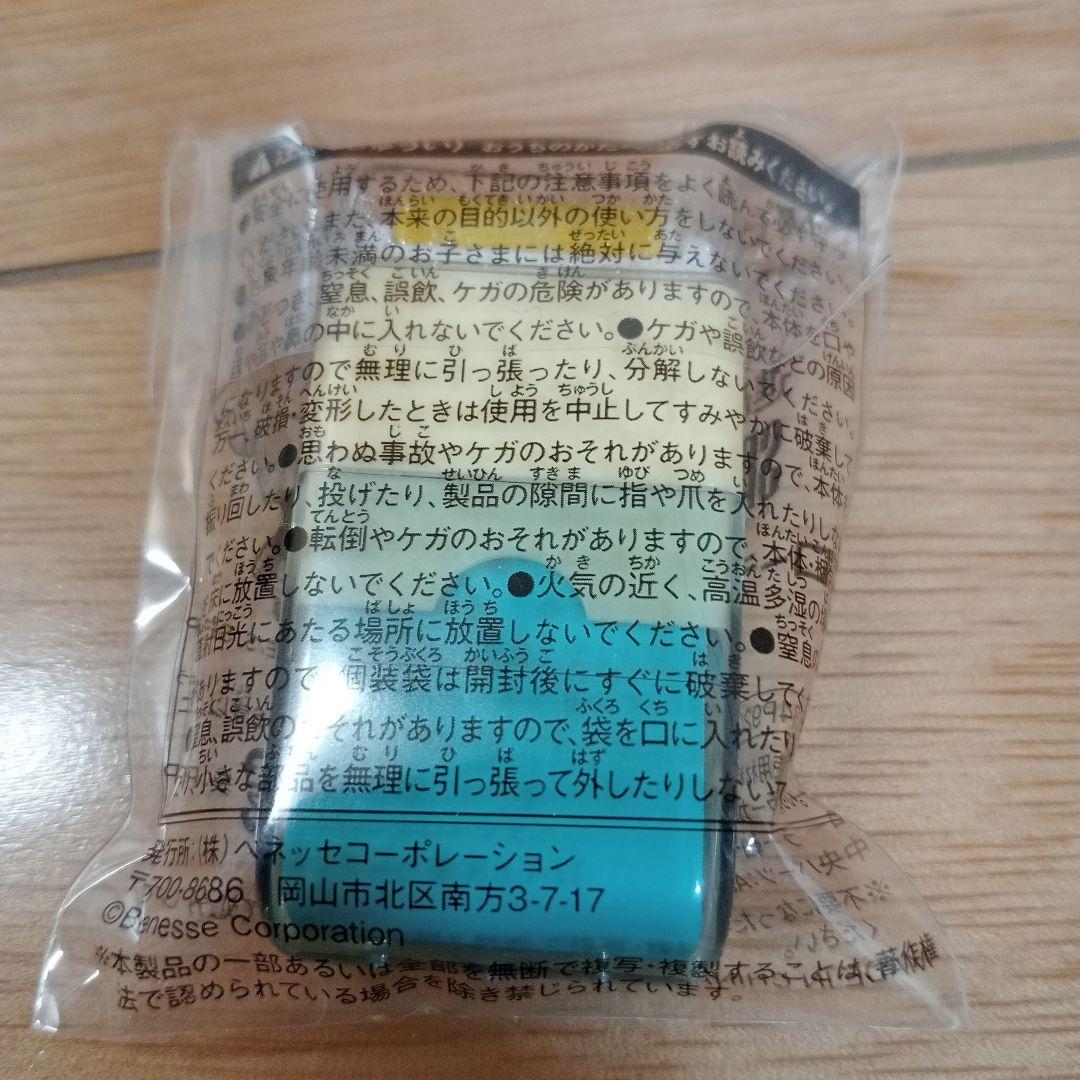 おうちのかた お読みください。
用するため、下記の注意事項をよく読んで
また、本来の目的以外の使い方をしないでください。
未満のお子さまには絶対に与えないでください。
窒息、誤飲、ケガの危険がありますので、本体を口や
の中に入れないでください。●ケガや誤飲などの原因
になりますので無理に引っ張ったり、分解しないでください。
万一、破損・変形したときは使用を中止してすみやかに破棄して
ください。●思わぬ事故やケガのおそれがありますので、本体を
振り回したり、投げたり、製品の隙間に指や爪を入れたりしな
でください。●転倒やケガのおそれがありますので、本体・
床に放置しないでください。●火気の近く、高温多湿の
直射日光にあたる場所に放置しないでください。●窒息の
ありますので、個装袋は開封後にすぐに破棄してく
窒息、誤飲のおそれがありますので、袋を口に入れたり
小さな部品を無理に引っ張って外したりしない
発行所:(株)ベネッセコーポレーション
〒700-8686 岡山市北区南方3-7-17
©Benesse Corporation
※本製品の一部あるいは全部を無断で複写・複製することは、著作権
法で認められている場合を除き禁じられています。